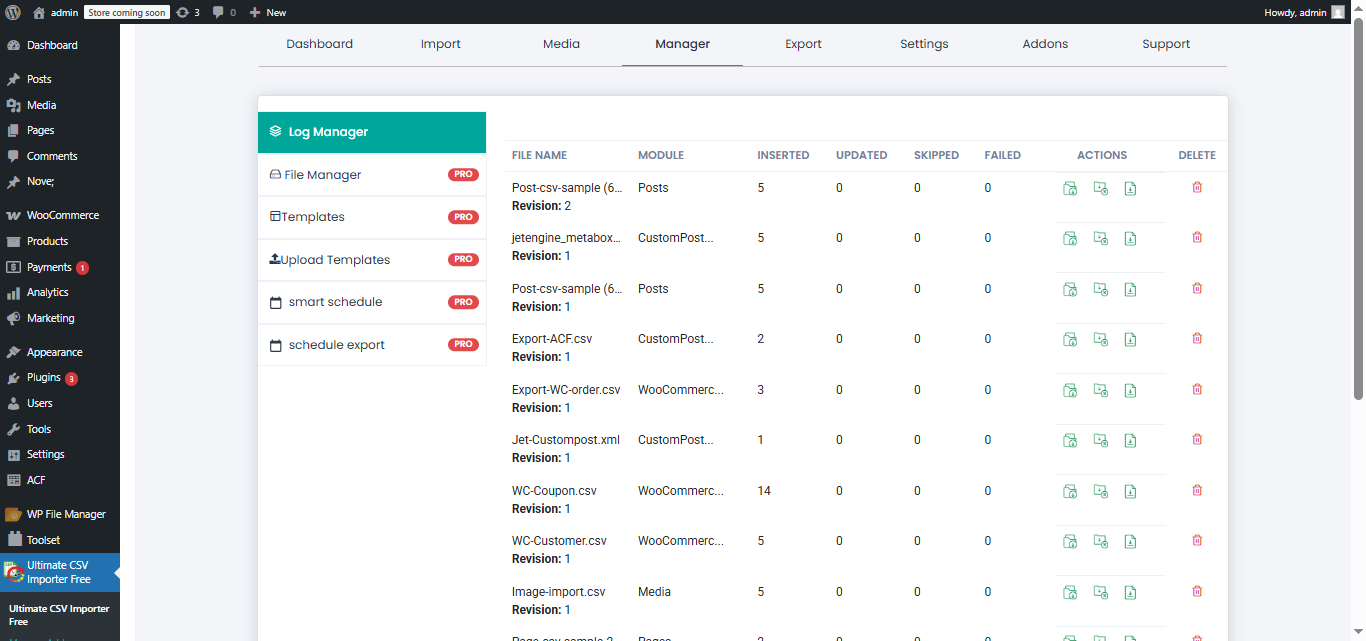 admin Store coming soon 3 0 New Howdy, admin
Dashboard
Posts
Media
Pages
Comments
Nove;
WooCommerce
Products
Payments 1
Analytics
Marketing
Appearance
Plugins 3
Users
Tools
Settings
ACF
WP File Manager
Toolset
Ultimate CSV
Importer Free
Ultimate CSV Importer
Free
Dashboard Import Media Manager Export Settings Addons Support
Log Manager
File Manager PRO
Templates PRO
Upload Templates PRO
smart schedule PRO
schedule export PRO
FILE NAME MODULE INSERTED UPDATED SKIPPED FAILED ACTIONS DELETE
Post-csv-sample (6... Posts 5 0 0 0
Revision: 2
jetengine_metabox... CustomPost... 5 0 0 0
Revision: 1
Post-csv-sample (6... Posts 5 0 0 0
Revision: 1
Export-ACF.csv CustomPost... 2 0 0 0
Revision: 1
Export-WC-order.csv WooCommerc... 3 0 0 0
Revision: 1
Jet-Custompost.xml CustomPost... 1 0 0 0
Revision: 1
WC-Coupon.csv WooCommerc... 14 0 0 0
Revision: 1
WC-Customer.csv WooCommerc... 5 0 0 0
Revision: 1
Image-import.csv Media 5 0 0 0
Revision: 1